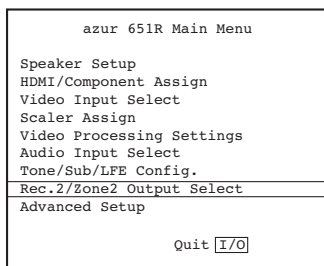 azur 651R Main Menu
Speaker Setup
HDMI/Component Assign
Video Input Select
Scaler Assign
Video Processing Settings
Audio Input Select
Tone/Sub/LFE Config.
Rec.2/Zone2 Output Select
Advanced Setup
Quit I/O